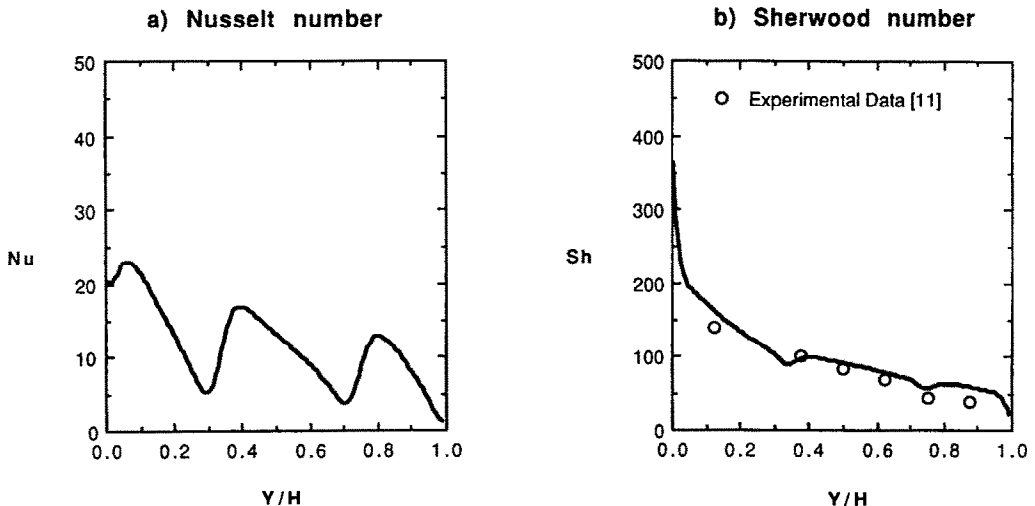 a) Nusselt number
50
40
30
Nu
20
10
0
0.0 0.2 0.4 0.6 0.8 1.0
Y/H
b) Sherwood number
500
Experimental Data [11]
400
300
Sh
200
100
0
0.0 0.2 0.4 0.6 0.8 1.0
Y/H